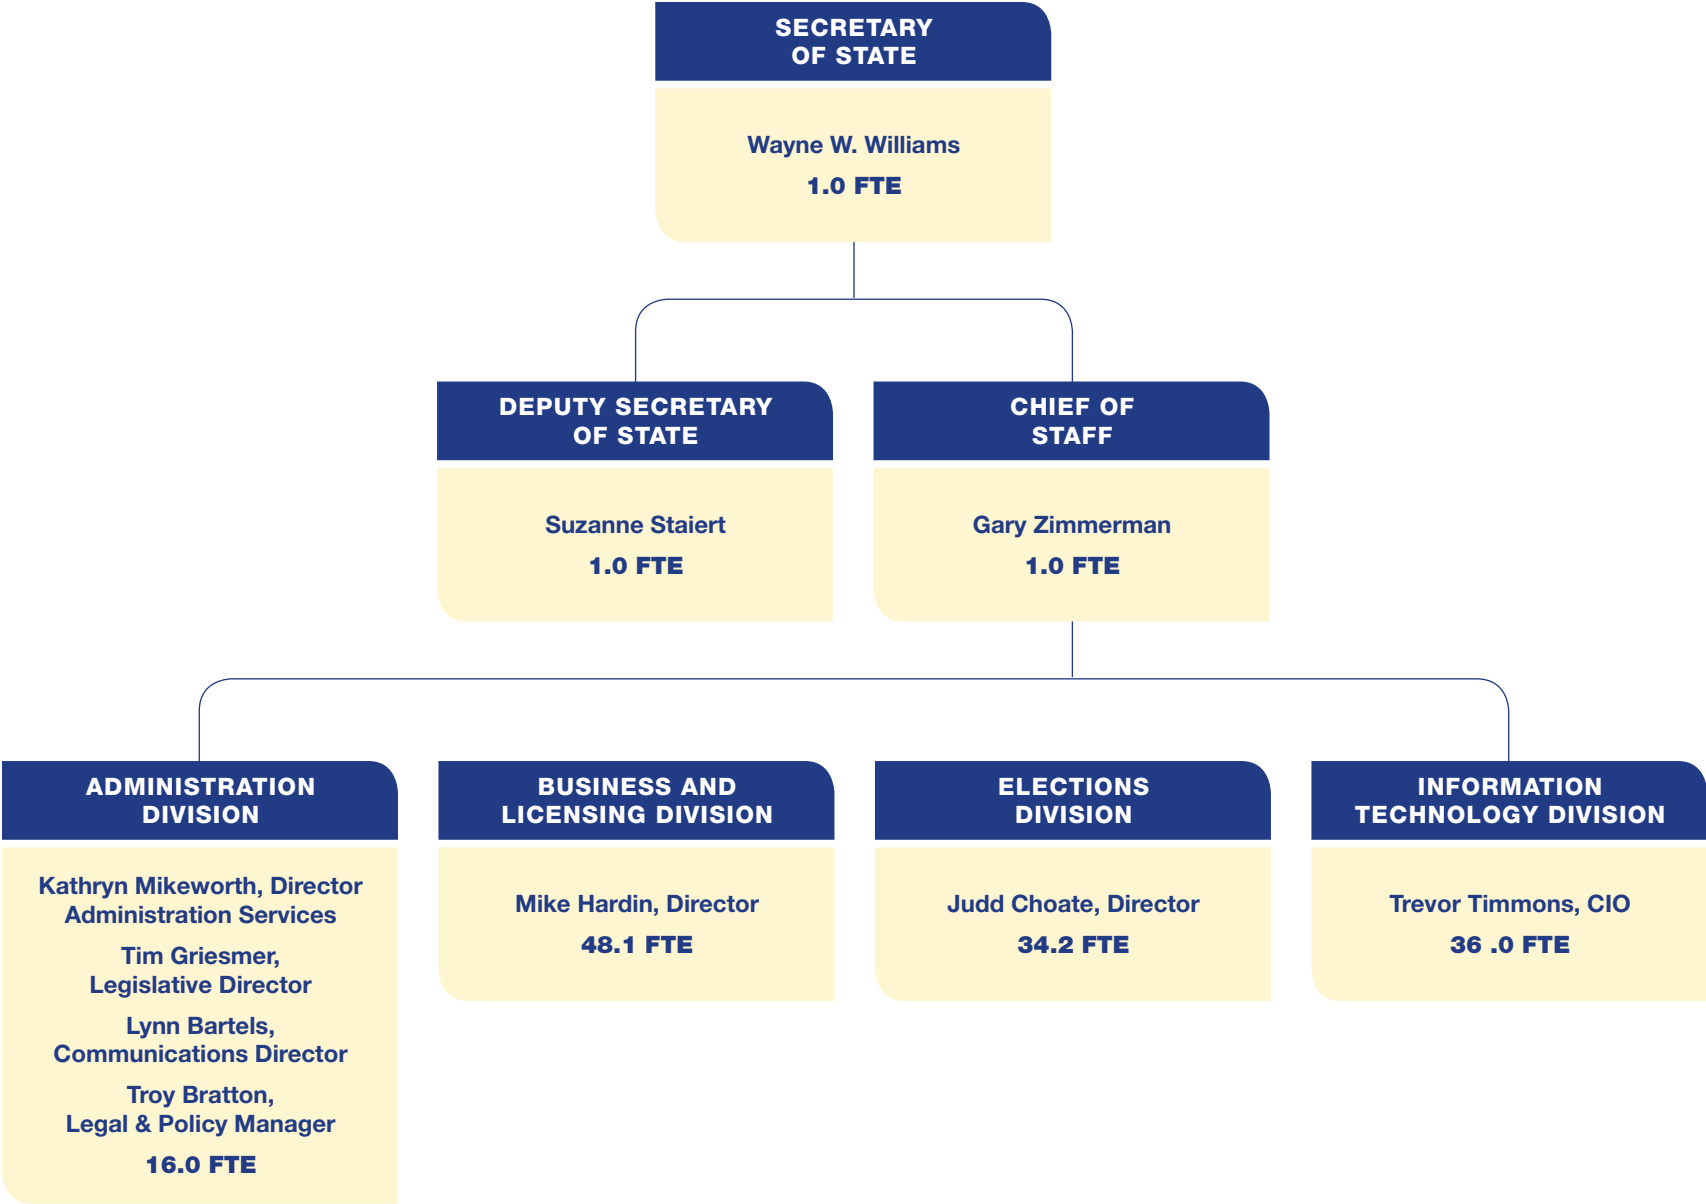 SECRETARY
OF STATE
Wayne W. Williams
1.0 FTE
DEPUTY SECRETARY
OF STATE
Suzanne Staiert
1.0 FTE
CHIEF OF
STAFF
Gary Zimmerman
1.0 FTE
ADMINISTRATION
DIVISION
Kathryn Mikeworth, Director
Administration Services
Tim Griesmer,
Legislative Director
Lynn Bartels,
Communications Director
Troy Bratton,
Legal & Policy Manager
16.0 FTE
BUSINESS AND
LICENSING DIVISION
Mike Hardin, Director
48.1 FTE
ELECTIONS
DIVISION
Judd Choate, Director
34.2 FTE
INFORMATION
TECHNOLOGY DIVISION
Trevor Timmons, CIO
36 .0 FTE